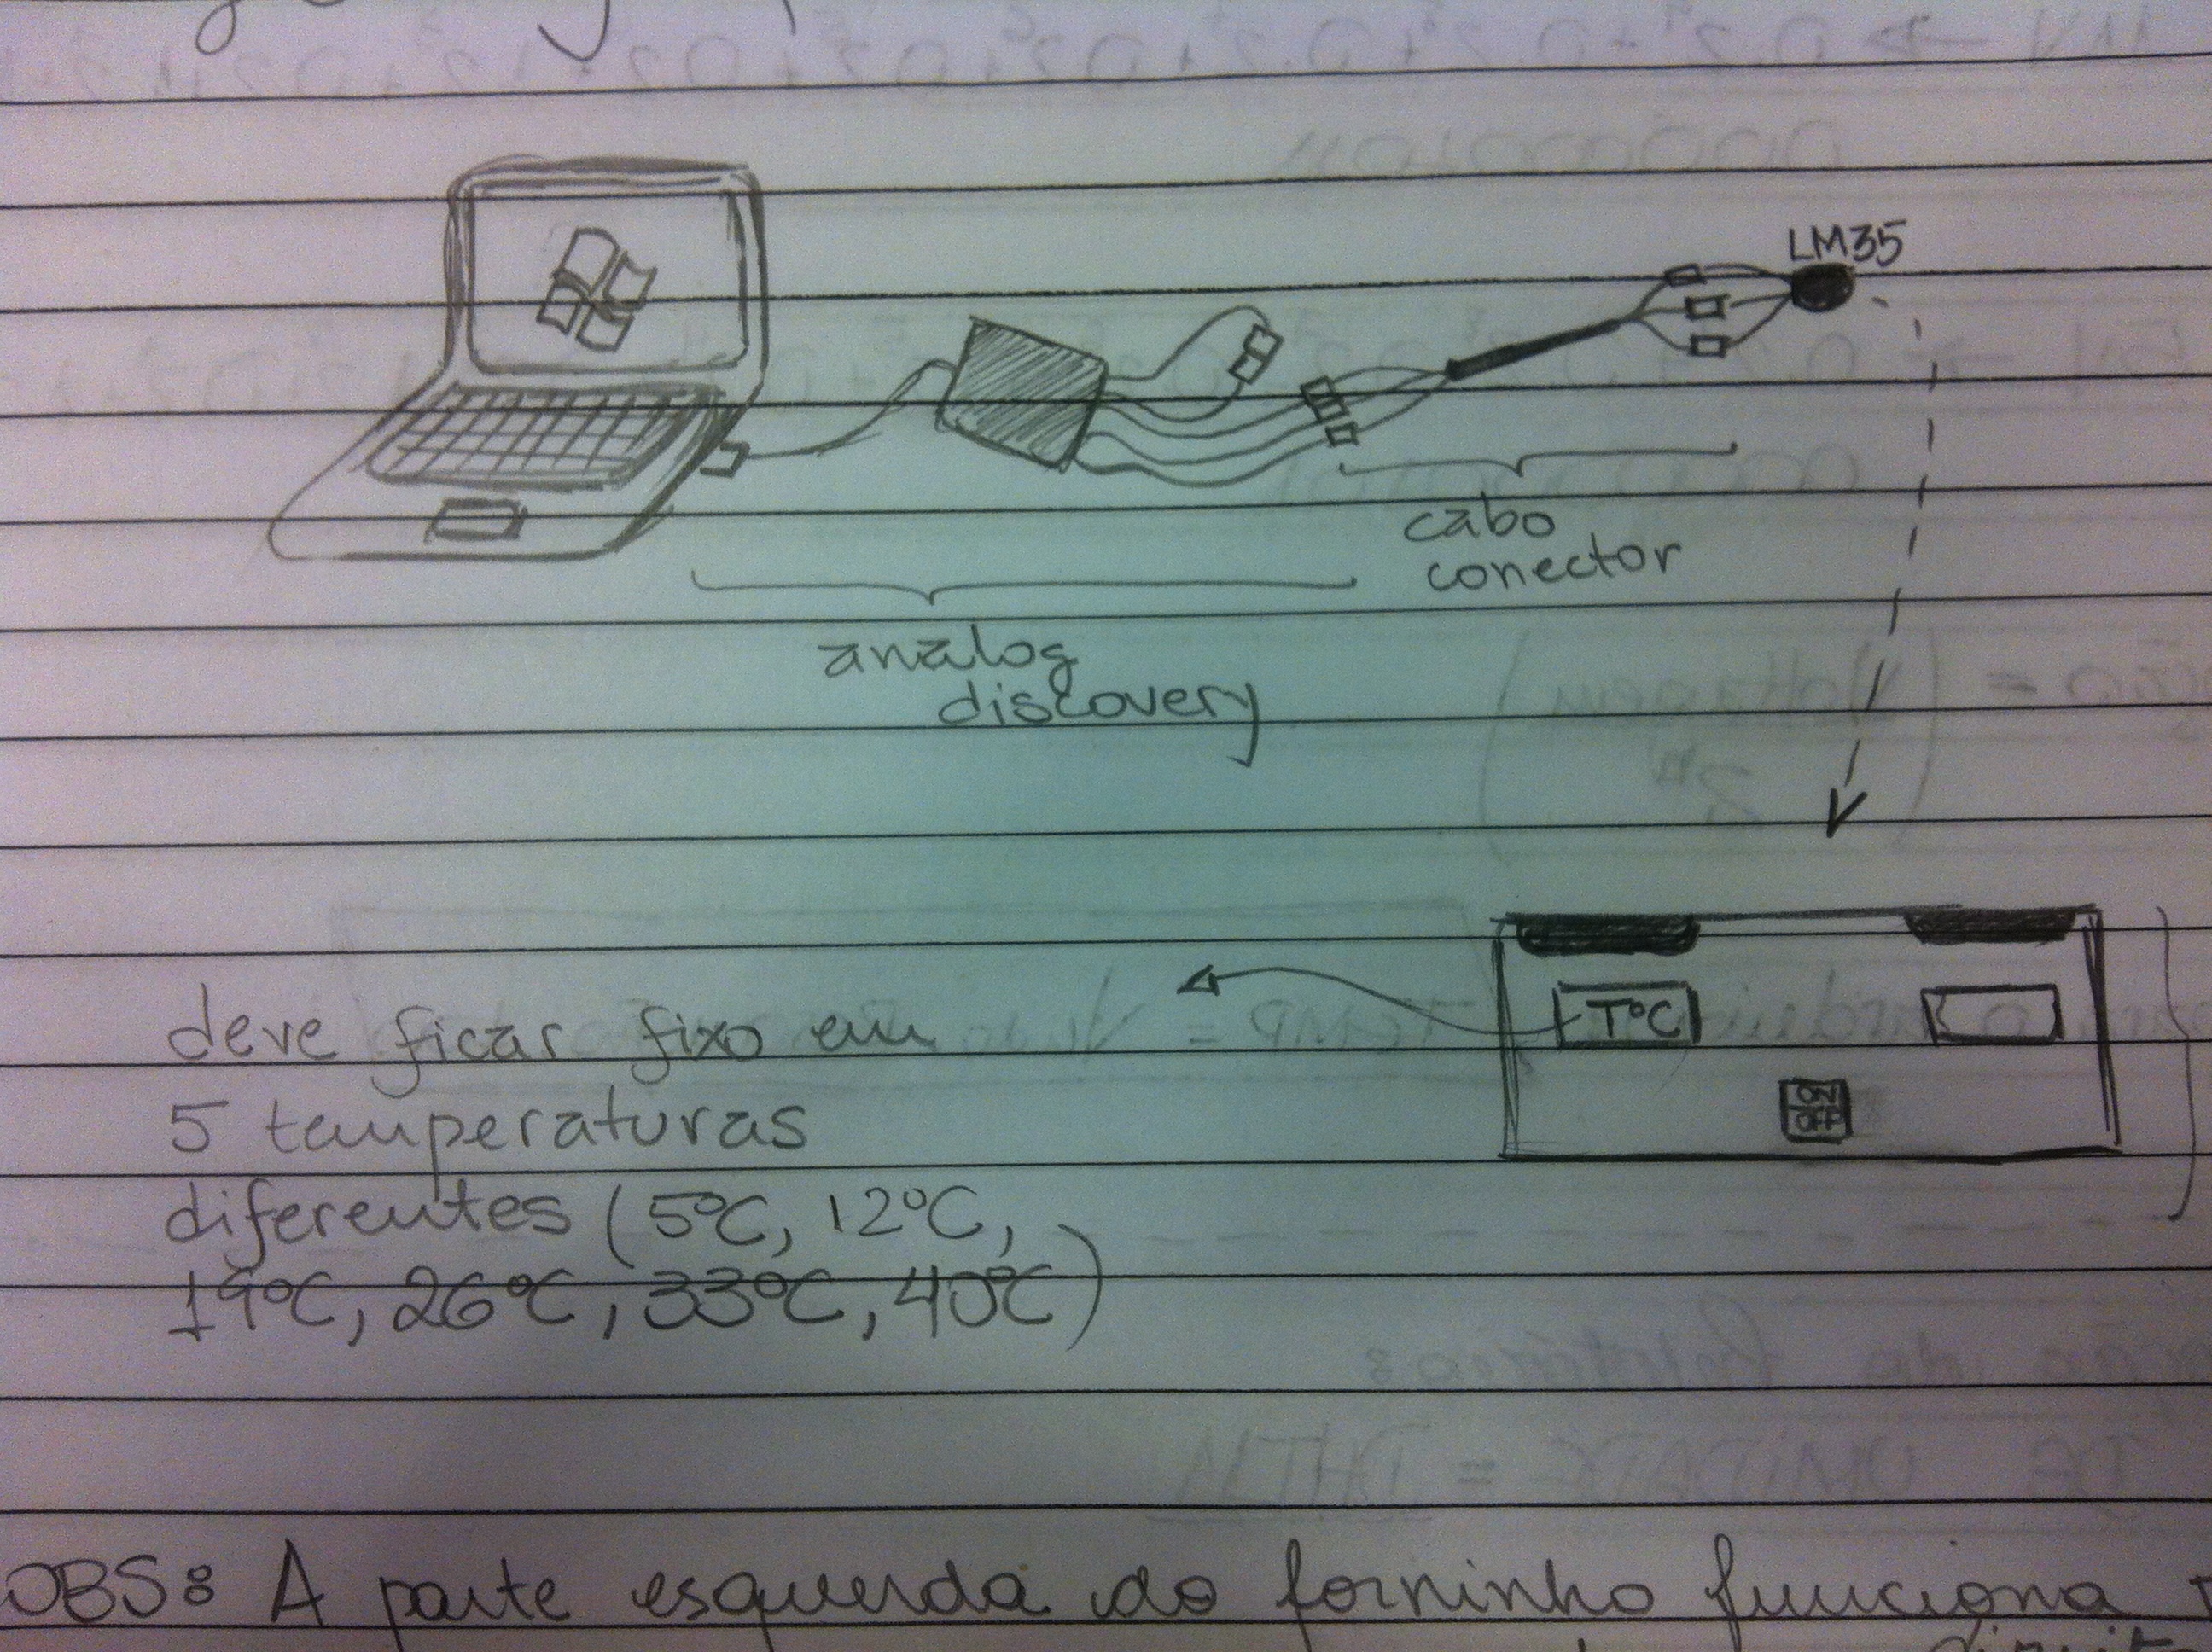 LM35
cabo
conector
analog
discovery
T°C
ON
OFF
deve ficar fixo em
5 temperaturas
diferentes (5°C, 12°C,
19°C, 26°C, 33°C, 40°C)
OBS: A parte esquerda do forninho funciona